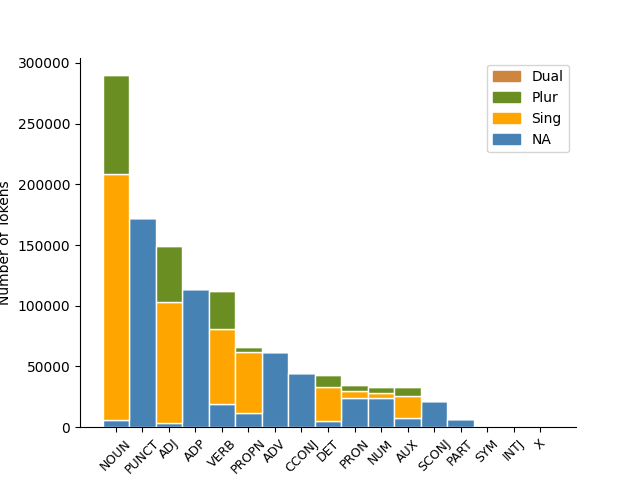 300000
250000
200000
150000
100000
50000
0
Number of Tokens
Dual
Plur
Sing
NA
NOUN
PUNCT
ADJ
ADP
VERB
PROPN
ADV
CCONJ
DET
PRON
NUM
AUX
SCONJ
PART
SYM
INTJ
X